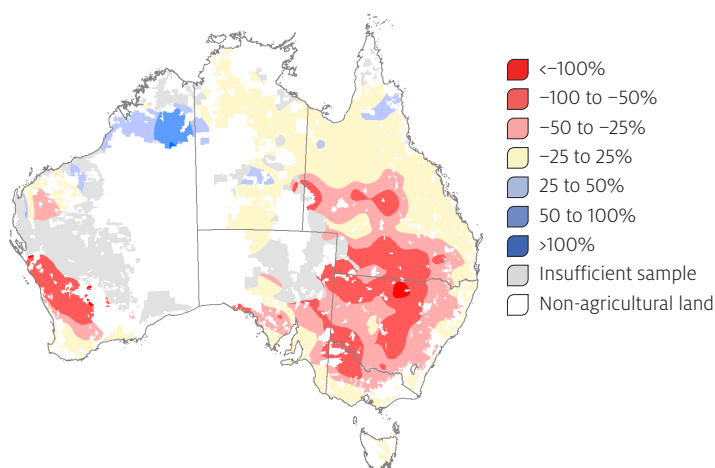 <−100%
−100 to −50%
−50 to −25%
−25 to 25%
25 to 50%
50 to 100%
>100%
Insufficient sample
Non-agricultural land